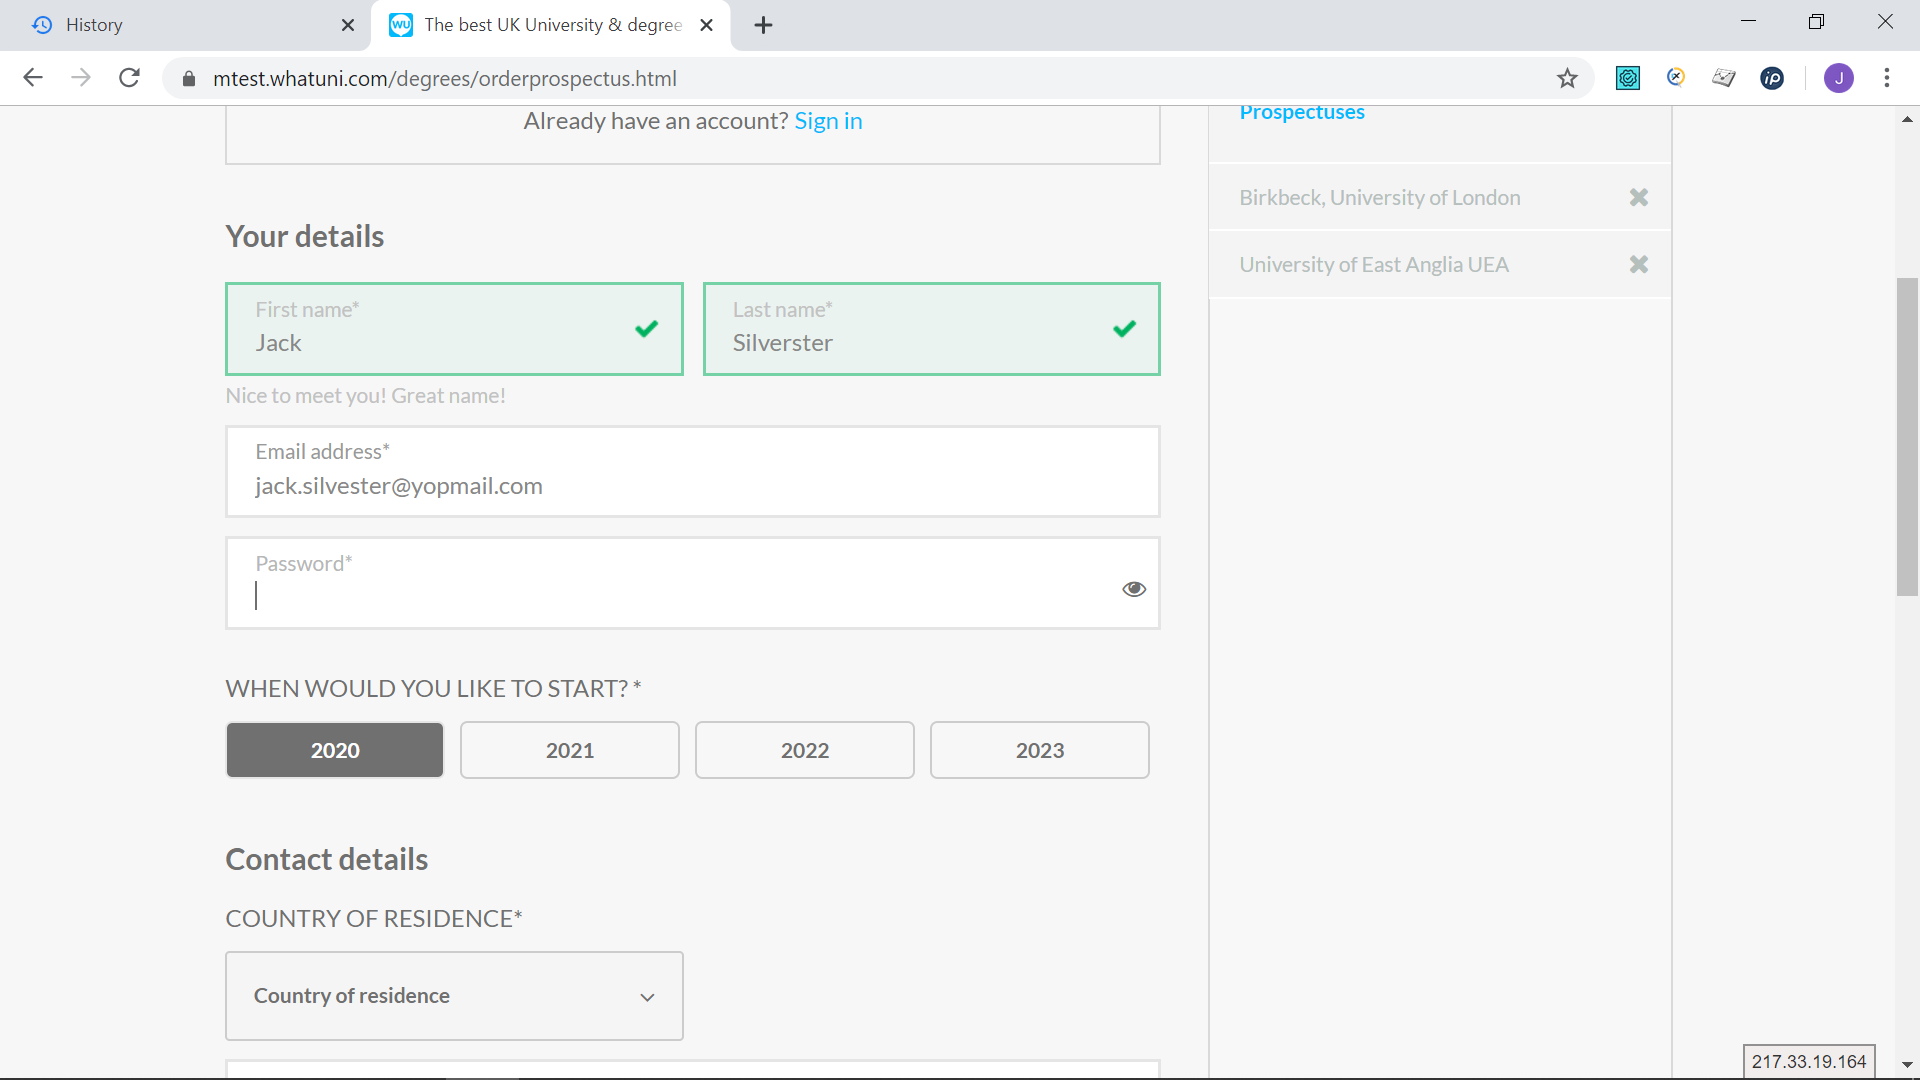 History
WU
The best UK University & degree
mtest.whatuni.com/degrees/orderprospectus.html
ip
J
Already have an account? Sign in
Prospectuses
Birkbeck, University of London
University of East Anglia UEA
Your details
First name*
Jack
Last name*
Silverster
Nice to meet you! Great name!
Email address*
jack.silvester@yopmail.com
Password*
WHEN WOULD YOU LIKE TO START? *
2020
2021
2022
2023
Contact details
COUNTRY OF RESIDENCE*
Country of residence
217.33.19.164